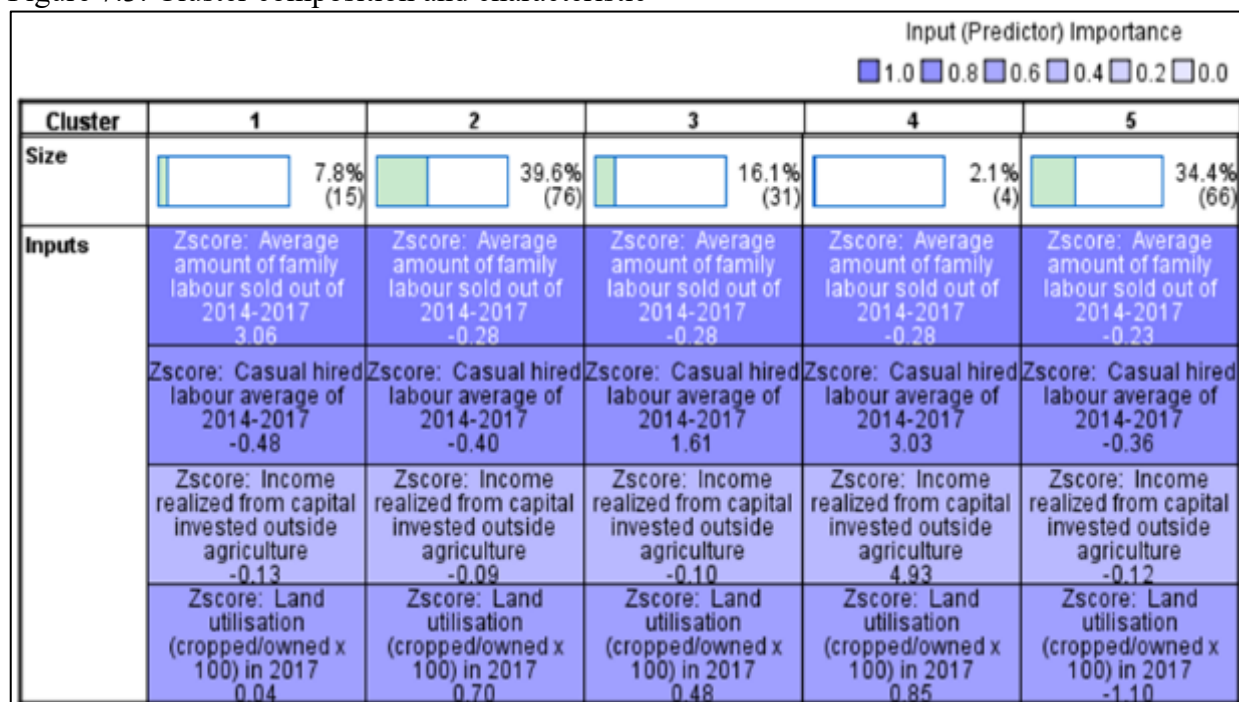 Input (Predictor) Importance
1.0 0.8 0.6 0.4 0.2 0.0
Cluster 1 2 3 4 5
Size 7.8% 39.6% 16.1% 2.1% 34.4%
(15) (76) (31) (4) (66)
Inputs Zscore: Average Zscore: Average Zscore: Average Zscore: Average Zscore: Average
amount of family amount of family amount of family amount of family amount of family
labour sold out of labour sold out of labour sold out of labour sold out of labour sold out of
2014-2017 2014-2017 2014-2017 2014-2017 2014-2017
3.06 -0.28 -0.28 -0.28 -0.23
Zscore: Casual hired Zscore: Casual hired Zscore: Casual hired Zscore: Casual hired Zscore: Casual hired
labour average of labour average of labour average of labour average of labour average of
2014-2017 2014-2017 2014-2017 2014-2017 2014-2017
-0.48 -0.40 1.61 3.03 -0.36
Zscore: Income Zscore: Income Zscore: Income Zscore: Income Zscore: Income
realized from capital realized from capital realized from capital realized from capital realized from capital
invested outside invested outside invested outside invested outside invested outside
agriculture agriculture agriculture agriculture agriculture
-0.13 -0.09 -0.10 4.93 -0.12
Zscore: Land Zscore: Land Zscore: Land Zscore: Land Zscore: Land
utilisation utilisation utilisation utilisation utilisation
(cropped/owned x (cropped/owned x (cropped/owned x (cropped/owned x (cropped/owned x
100) in 2017 100) in 2017 100) in 2017 100) in 2017 100) in 2017
0.04 0.70 0.48 0.85 -1.10